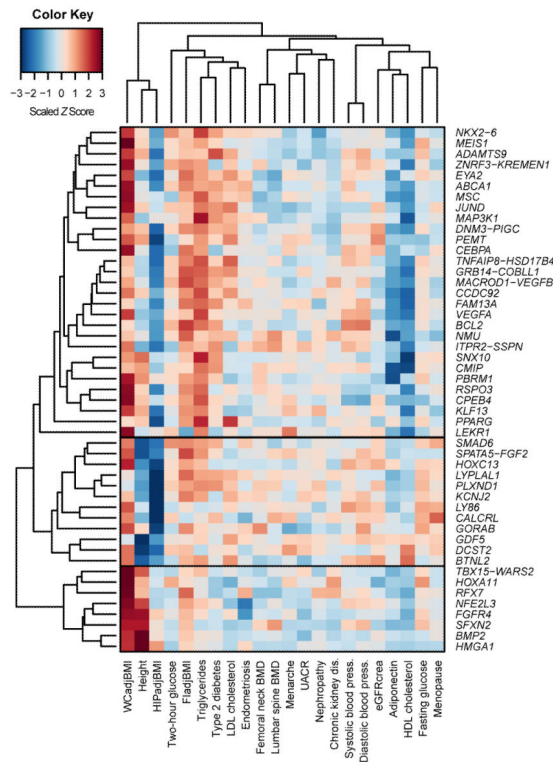 Color Key
−3−2 −1 0 1 2 3
Scaled Z Score
NKX2−6
MEIS1
ADAMTS9
ZNRF3−KREMEN1
EYA2
ABCA1
MSC
JUND
MAP3K1
DNM3−PIGC
PEMT
CEBPA
TNFAIP8−HSD17B4
GRB14−COBLL1
MACROD1−VEGFB
CCDC92
FAM13A
VEGFA
BCL2
NMU
ITPR2−SSPN
SNX10
CMIP
PBRM1
RSPO3
CPEB4
KLF13
PPARG
LEKR1
SMAD6
SPATA5−FGF2
HOXC13
LYPLAL1
PLXND1
KCNJ2
LY86
CALCRL
GORAB
GDF5
DCST2
BTNL2
TBX15−WARS2
HOXA11
RFX7
NFE2L3
FGFR4
SFXN2
BMP2
HMGA1
WCadjBMI
Height
HIPadjBMI
Two−hour glucose
FIadjBMI
Triglycerides
Type 2 diabetes
LDL cholesterol
Endometriosis
Femoral neck BMD
Lumbar spine BMD
Menarche
UACR
Nephropathy
Chronic kidney dis.
Systolic blood press.
Diastolic blood press.
eGFRcrea
Adiponectin
HDL cholesterol
Fasting glucose
Menopause